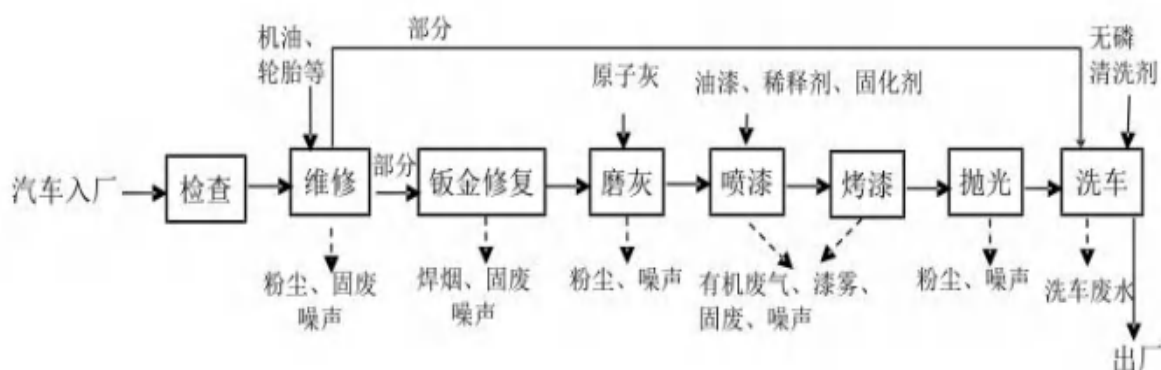 部分
机油、
轮胎等
原子灰
油漆、稀释剂、固化剂
无磷
清洗剂
汽车入厂
检查
维修
部分
钣金修复
磨灰
喷漆
烤漆
抛光
洗车
粉尘、固废
噪声
焊烟、固废
噪声
粉尘、噪声
有机废气、漆雾、
固废、噪声
粉尘、噪声
洗车废水
出厂